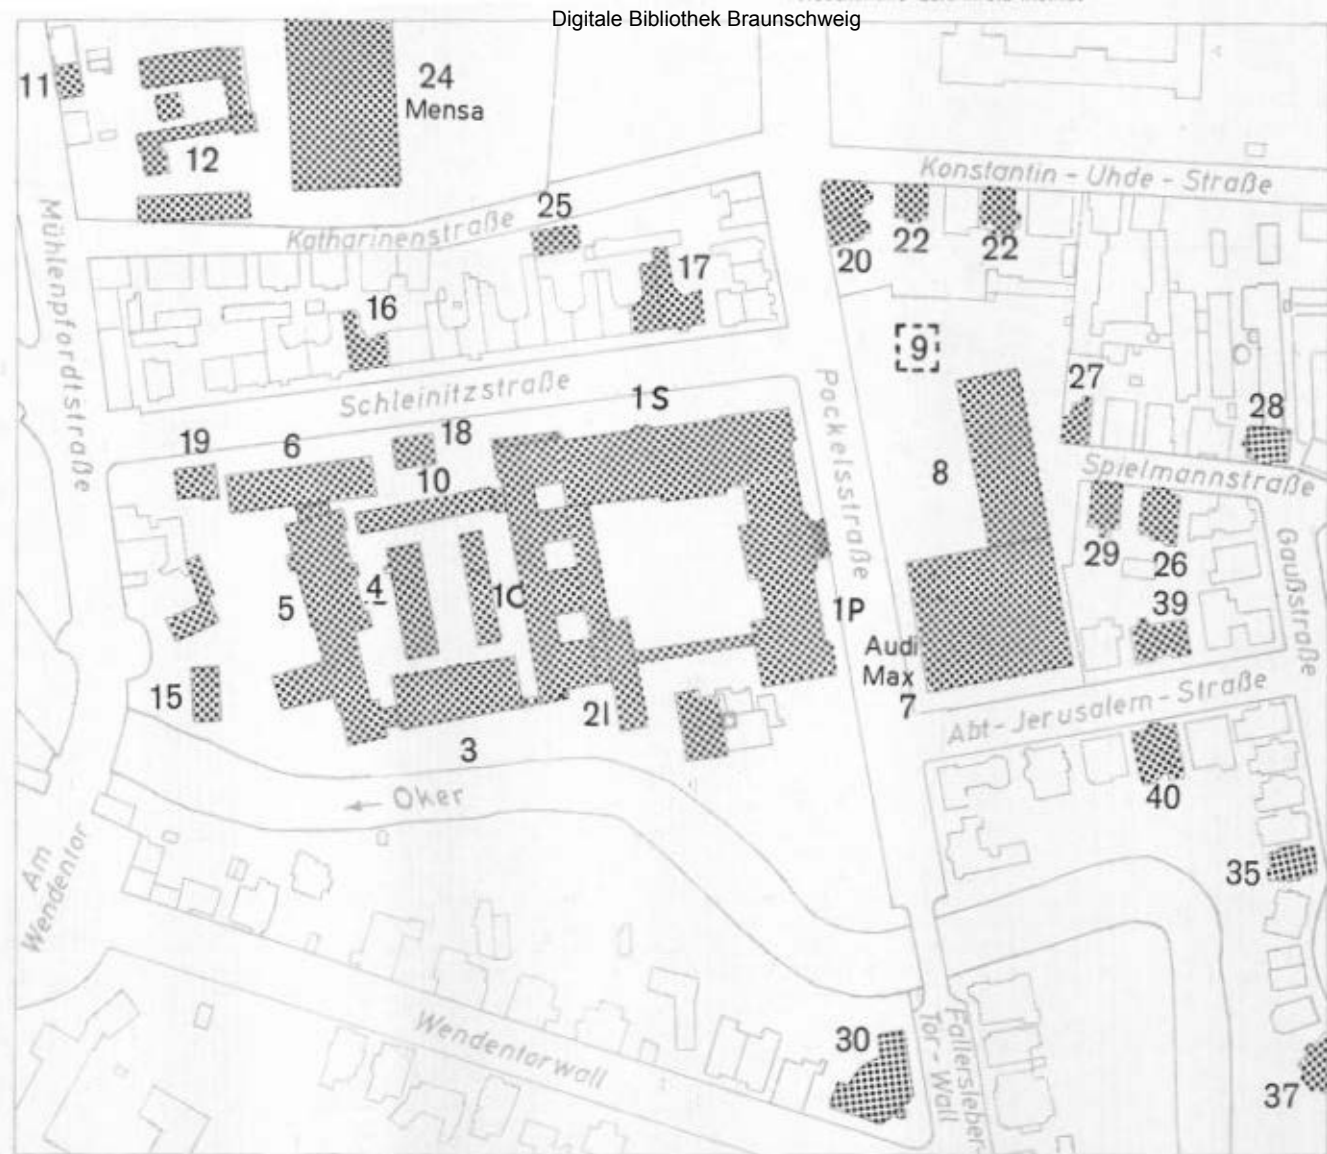 Digitale Bibliothek Braunschweig
11
24
Mensa
12
Konstantin - Uhde - Straße
Mühlenpfordtstraße
Katharinenstraße
25
20
22
22
17
16
9
Schleinitzstraße
1S
Pockelsstraße
27
28
19
6
18
10
8
Spielmannstraße
29
26
Gaußstraße
5
4
1C
1P
39
Audi
Max
7
15
21
3
Abt-Jerusalem-Straße
40
← Oker
35
Am
Wendentor
Wendentorwall
30
Fallersleber-
Tor-Wall
37